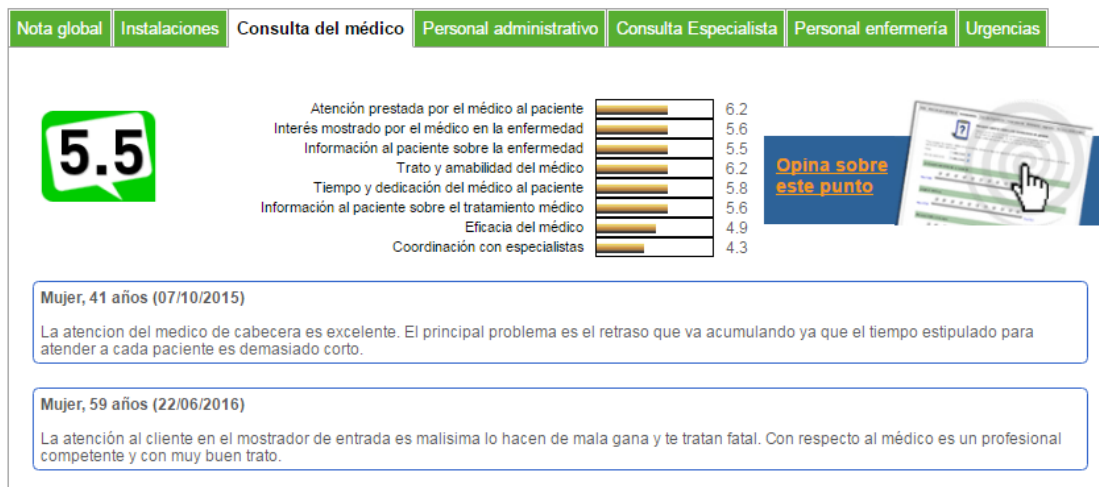 Nota global
Instalaciones
Consulta del médico
Personal administrativo
Consulta Especialista
Personal enfermería
Urgencias
5.5
Atención prestada por el médico al paciente 6.2
Interés mostrado por el médico en la enfermedad 5.6
Información al paciente sobre la enfermedad 5.5
Trato y amabilidad del médico 6.2
Tiempo y dedicación del médico al paciente 5.8
Información al paciente sobre el tratamiento médico 5.6
Eficacia del médico 4.9
Coordinación con especialistas 4.3
Opina sobre
este punto
?
Mujer, 41 años (07/10/2015)
La atencion del medico de cabecera es excelente. El principal problema es el retraso que va acumulando ya que el tiempo estipulado para
atender a cada paciente es demasiado corto.
Mujer, 59 años (22/06/2016)
La atención al cliente en el mostrador de entrada es malisima lo hacen de mala gana y te tratan fatal. Con respecto al médico es un profesional
competente y con muy buen trato.